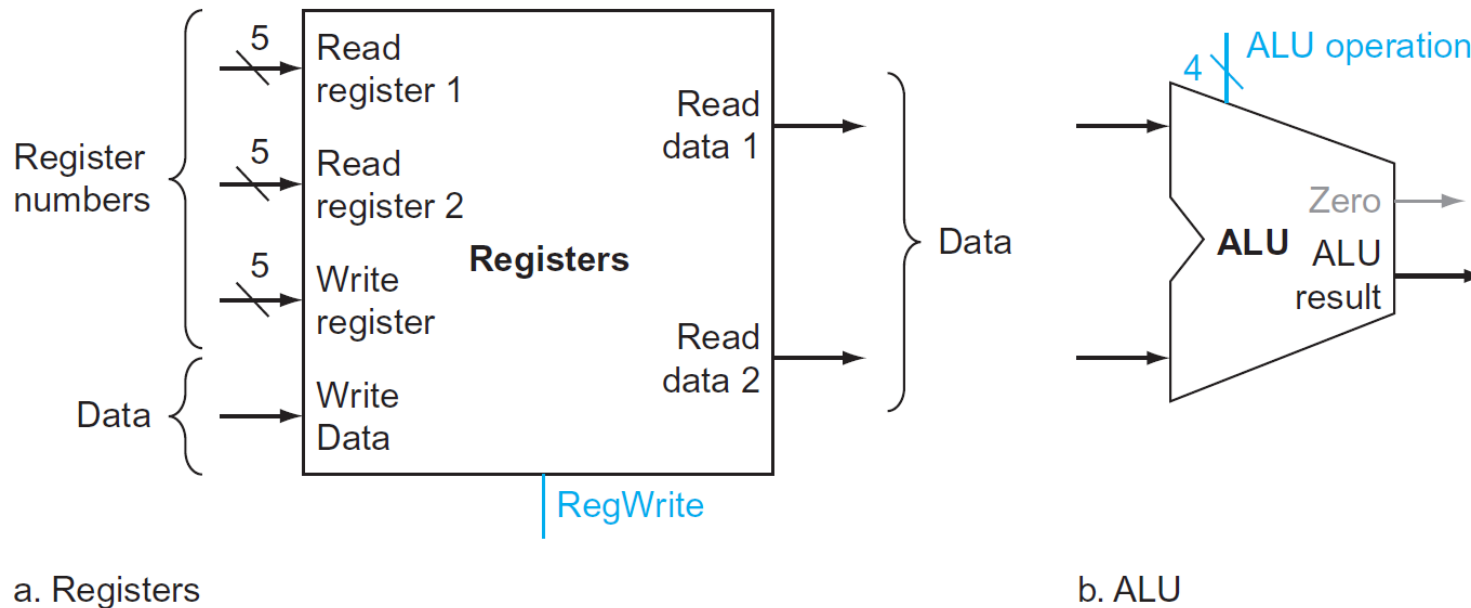 5
Read
register 1
5
Read
register 2
5
Write
register
Write
Data
Register
numbers
Data
Registers
Read
data 1
Read
data 2
Data
RegWrite
a. Registers
4
ALU operation
Zero
ALU
ALU
result
b. ALU